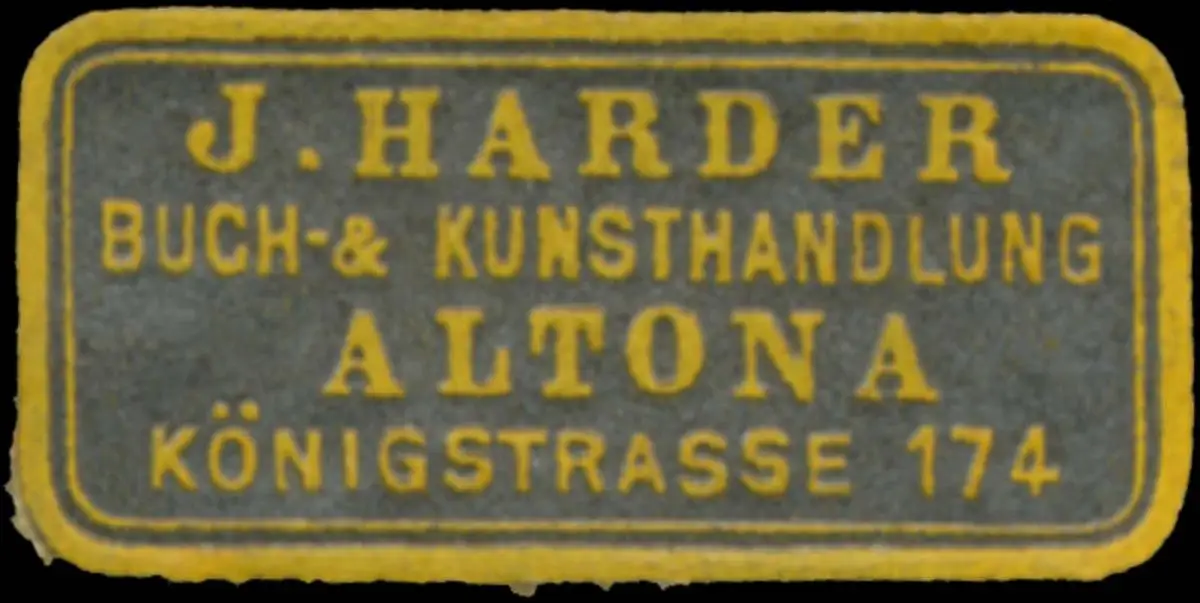 J. HARDER
BUCH- & KUNSTHANDLUNG
ALTONA
KÖNIGSTRASSE 174